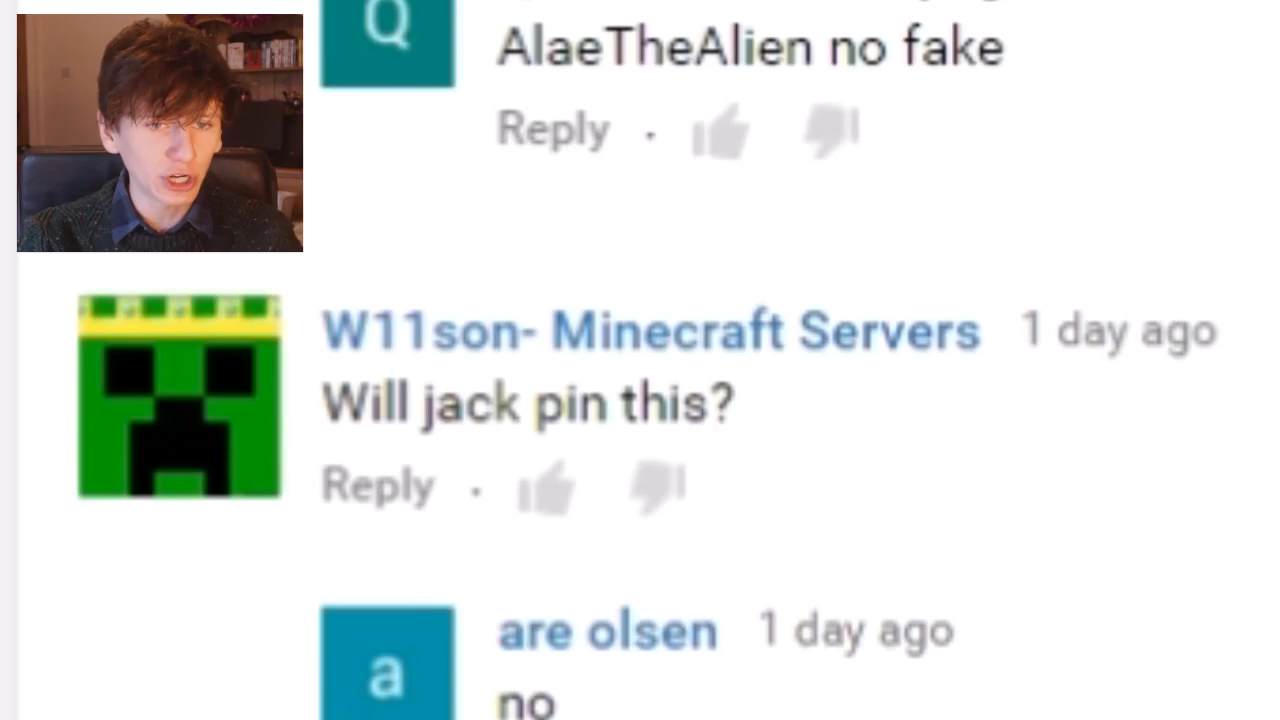 Q
AlaeTheAlien no fake
Reply ·
W11son- Minecraft Servers 1 day ago
Will jack pin this?
Reply ·
are olsen 1 day ago
a
no